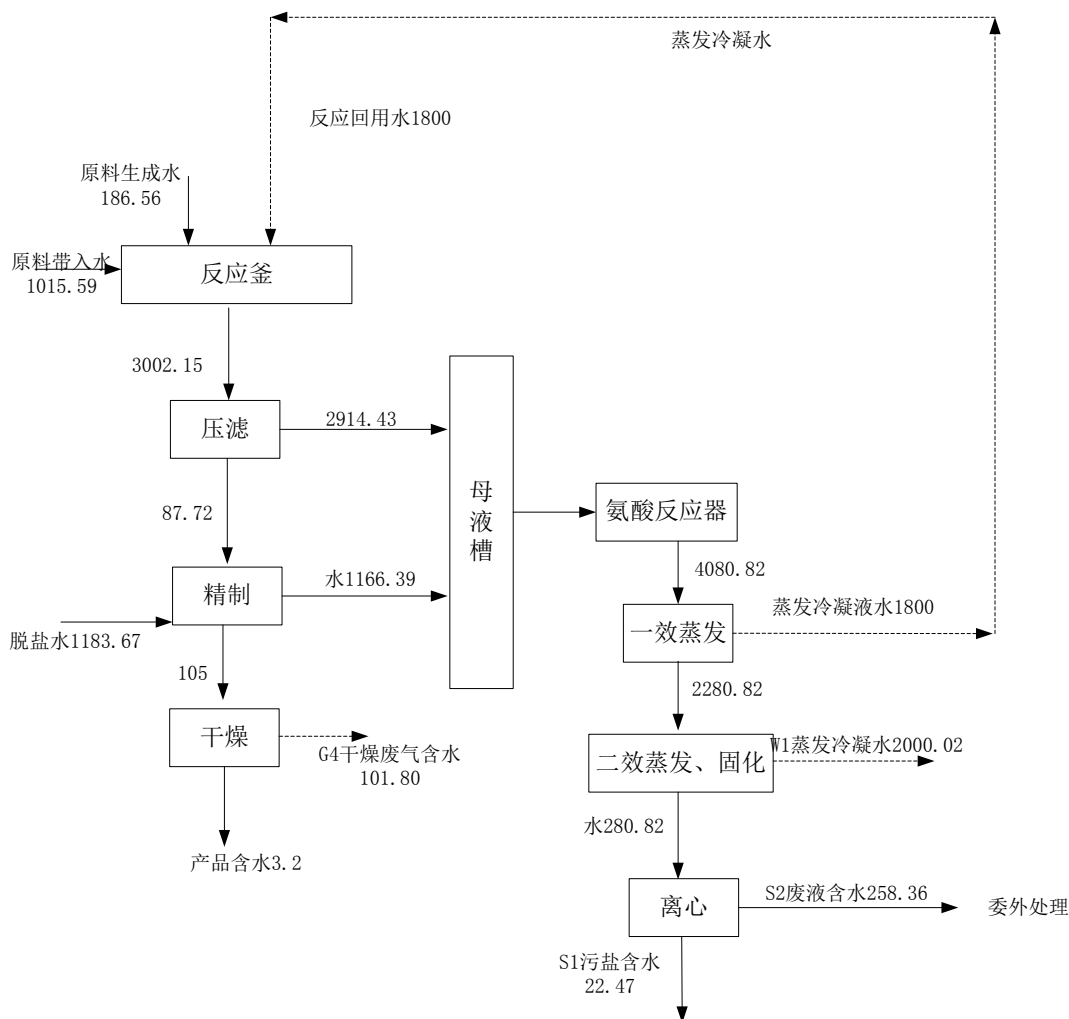 蒸发冷凝水
反应回用水1800
原料生成水
186.56
原料带入水
1015.59
反应釜
3002.15
压滤
2914.43
母液槽
氨酸反应器
87.72
4080.82
精制
水1166.39
脱盐水1183.67
一效蒸发
蒸发冷凝液水1800
105
2280.82
干燥
G4干燥废气含水
101.80
二效蒸发、固化
W1蒸发冷凝水2000.02
水280.82
产品含水3.2
离心
S2废液含水258.36
委外处理
S1污盐含水
22.47